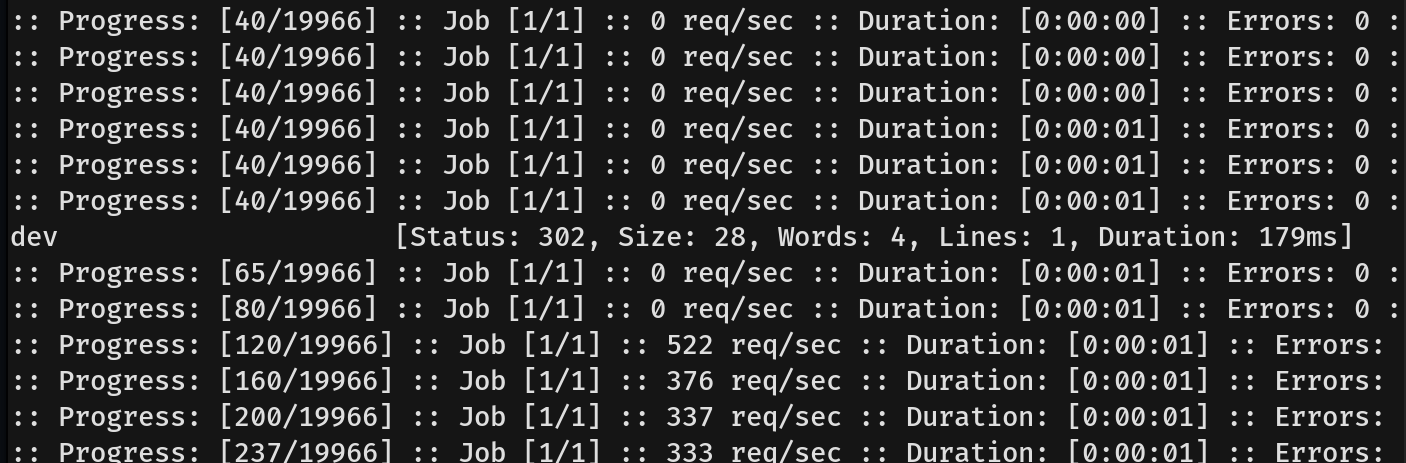 :: Progress: [40/19966] :: Job [1/1] :: 0 req/sec :: Duration: [0:00:00] :: Errors: 0 :
:: Progress: [40/19966] :: Job [1/1] :: 0 req/sec :: Duration: [0:00:00] :: Errors: 0 :
:: Progress: [40/19966] :: Job [1/1] :: 0 req/sec :: Duration: [0:00:00] :: Errors: 0 :
:: Progress: [40/19966] :: Job [1/1] :: 0 req/sec :: Duration: [0:00:01] :: Errors: 0 :
:: Progress: [40/19966] :: Job [1/1] :: 0 req/sec :: Duration: [0:00:01] :: Errors: 0 :
:: Progress: [40/19966] :: Job [1/1] :: 0 req/sec :: Duration: [0:00:01] :: Errors: 0 :
dev                     [Status: 302, Size: 28, Words: 4, Lines: 1, Duration: 179ms]
:: Progress: [65/19966] :: Job [1/1] :: 0 req/sec :: Duration: [0:00:01] :: Errors: 0 :
:: Progress: [80/19966] :: Job [1/1] :: 0 req/sec :: Duration: [0:00:01] :: Errors: 0 :
:: Progress: [120/19966] :: Job [1/1] :: 522 req/sec :: Duration: [0:00:01] :: Errors:
:: Progress: [160/19966] :: Job [1/1] :: 376 req/sec :: Duration: [0:00:01] :: Errors:
:: Progress: [200/19966] :: Job [1/1] :: 337 req/sec :: Duration: [0:00:01] :: Errors:
:: Progress: [237/19966] :: Job [1/1] :: 333 req/sec :: Duration: [0:00:01] :: Errors: